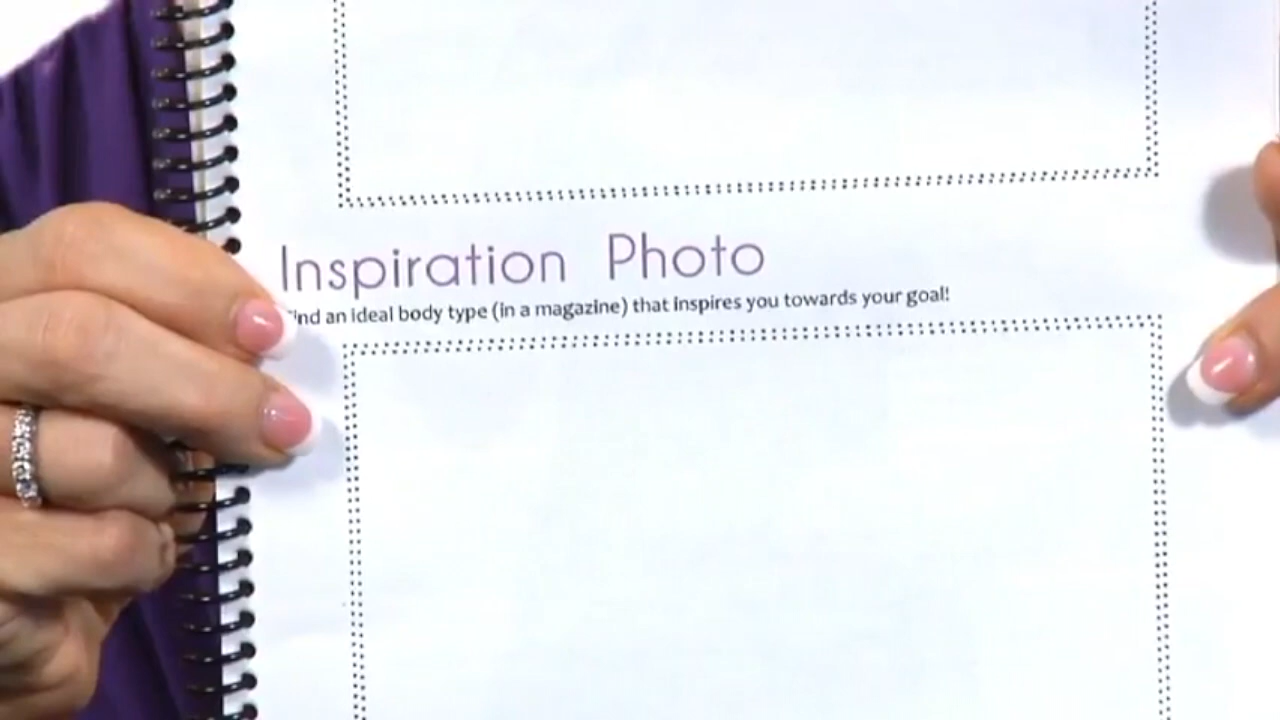 Inspiration Photo
ind an ideal body type (in a magazine) that inspires you towards your goal!